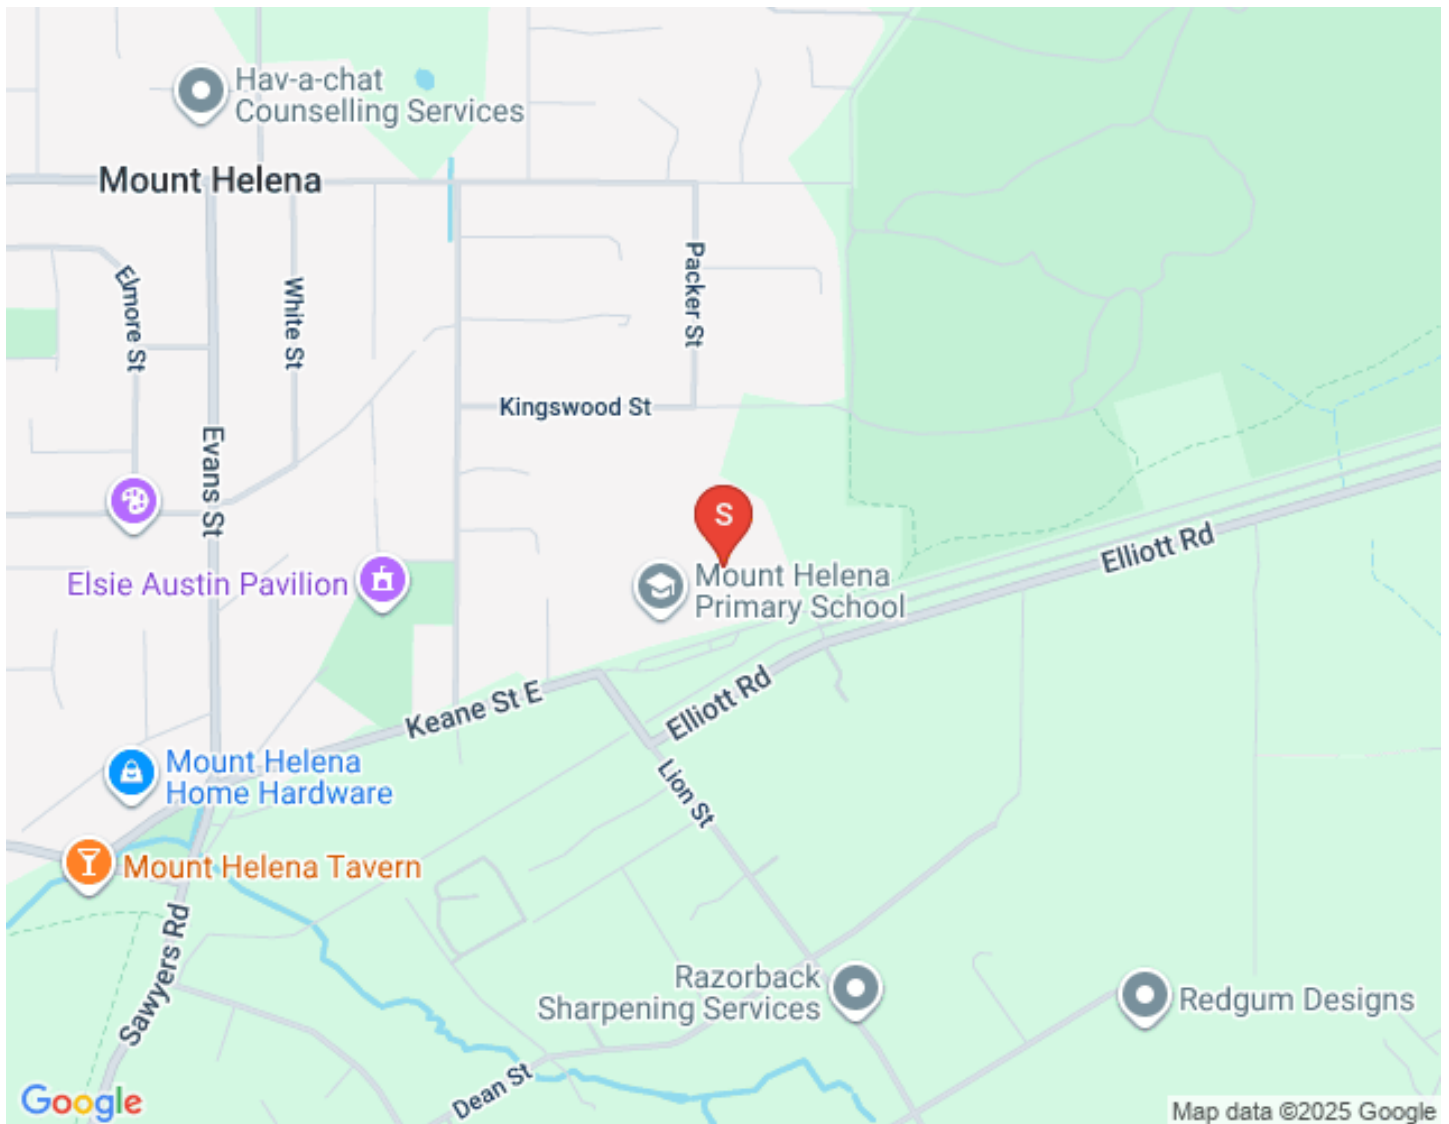 Hav-a-chat
Counselling Services
Mount Helena
Elmore St
White St
Packer St
Kingswood St
Evans St
S
Elliott Rd
Elsie Austin Pavilion
Mount Helena
Primary School
Keane St E
Elliott Rd
Mount Helena
Home Hardware
Lion St
Mount Helena Tavern
Sawyers Rd
Razorback
Sharpening Services
Redgum Designs
Dean St
Google
Map data ©2025 Google